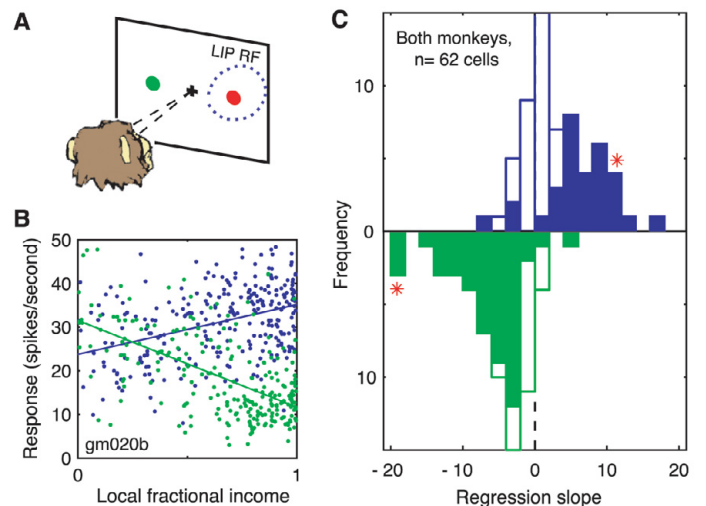 A
LIP RF
B
Response (spikes/second)
50
40
30
20
10
0
gm020b
0
1
Local fractional income
C
Both monkeys,
n= 62 cells
Frequency
10
0
10
- 20
- 10
0
10
20
Regression slope